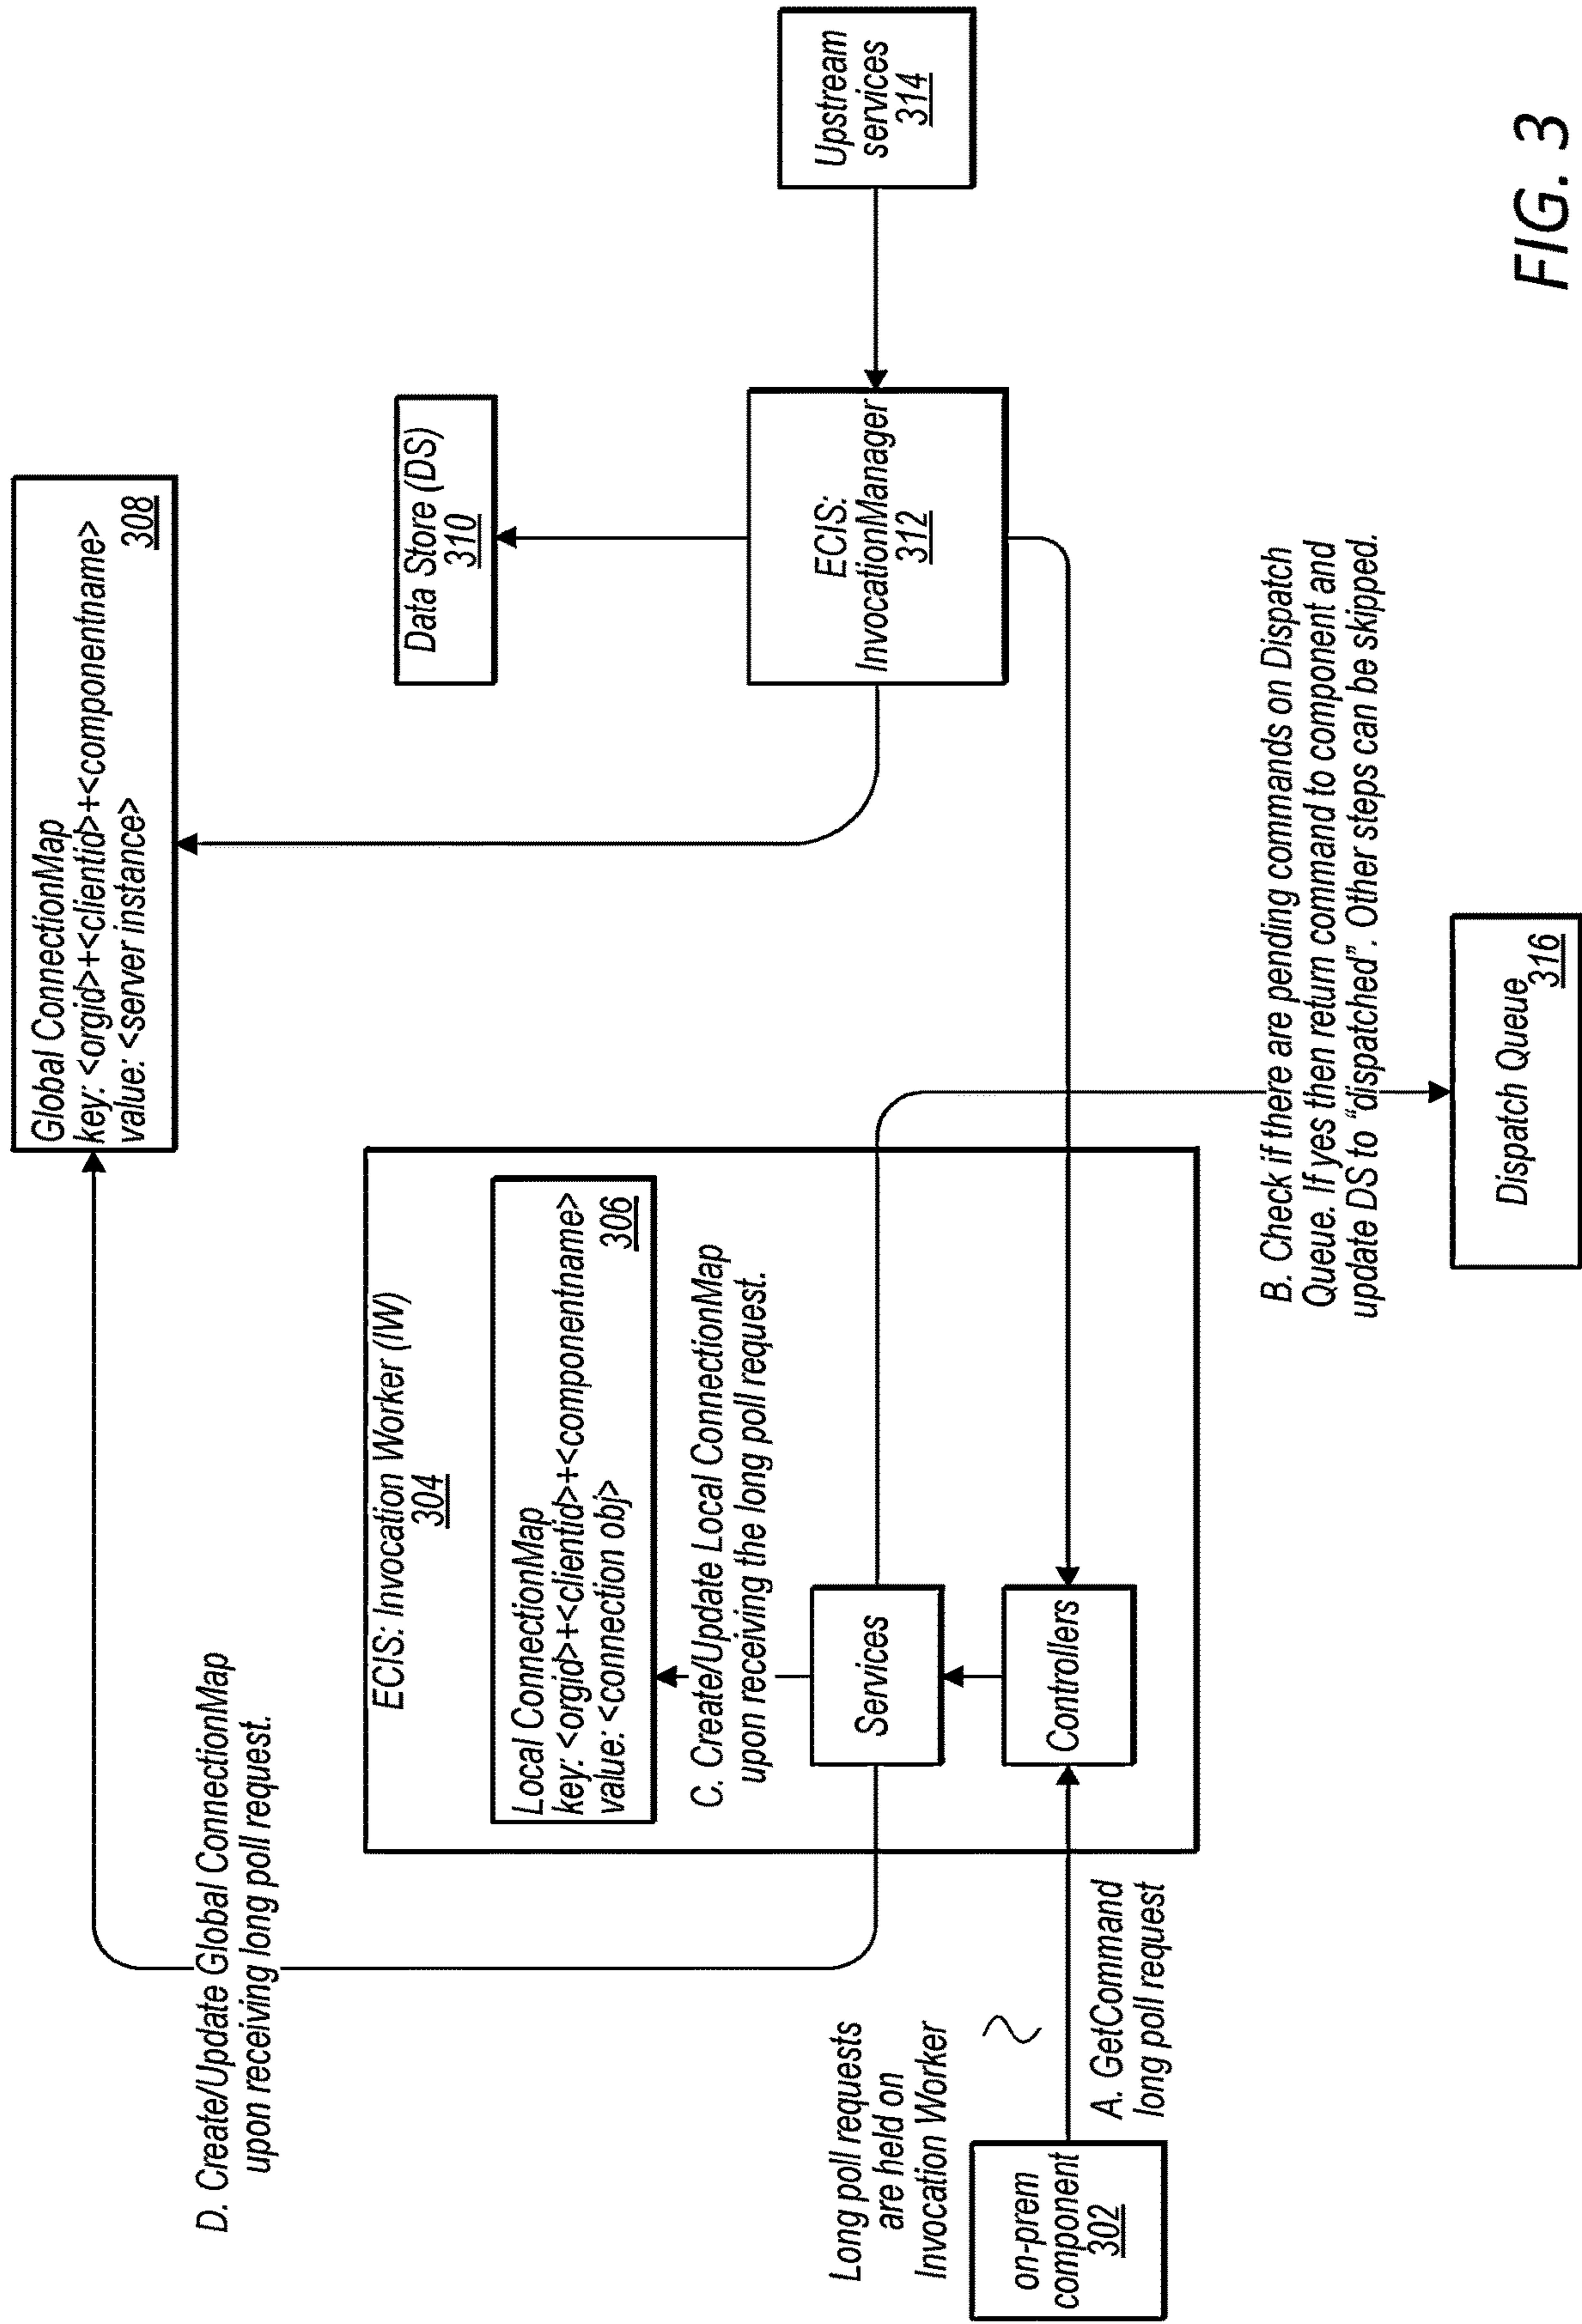 D. Create/Update Global ConnectionMap
upon receiving long poll request.
Global ConnectionMap
key: <orgid>+<clientid>+<componentname>
value: <server instance>
308
ECIS: Invocation Worker (IW)
304
Local ConnectionMap
key: <orgid>+<clientid>+<componentname>
value: <connection obj>
306
C. Create/Update Local ConnectionMap
upon receiving the long poll request.
Services
Controllers
Long poll requests
are held on
Invocation Worker
on-prem
component
302
A. GetCommand
long poll request
Data Store (DS)
310
ECIS:
InvocationManager
312
Upstream
services
314
B. Check if there are pending commands on Dispatch
Queue. If yes then return command to component and
update DS to “dispatched”. Other steps can be skipped.
Dispatch Queue
316
FIG. 3